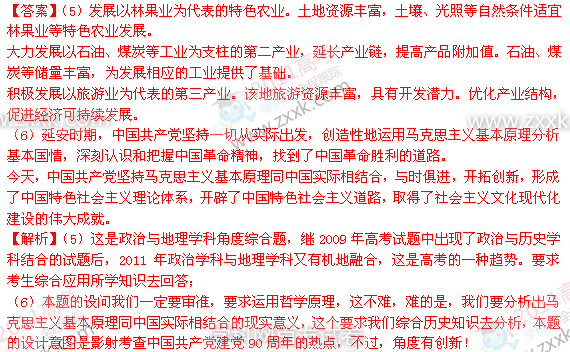 【答案】（5）发展以林果业为代表的特色农业。土地资源丰富，土壤、光照等自然条件适宜
林果业等特色农业发展。
大力发展以石油、煤炭等工业为支柱的第二产业，延长产业链，提高产品附加值。石油、煤
炭等储量丰富，为发展相应的工业提供了基础。
积极发展以旅游业为代表的第三产业。该地旅游资源丰富，具有开发潜力。优化产业结构，
促进经济可持续发展。
（6）延安时期，中国共产党坚持一切从实际出发，创造性地运用马克思主义基本原理分析
基本国情，深刻认识和把握中国革命精神，找到了中国革命胜利的道路。
今天，中国共产党坚持马克思主义基本原理同中国实际相结合，与时俱进，开拓创新，形成
了中国特色社会主义理论体系，开辟了中国特色社会主义道路，取得了社会主义文化现代化
建设的伟大成就。
【解析】（5）这是政治与地理学科角度综合题，继 2009 年高考试题中出现了政治与历史学
科结合的试题后，2011 年政治学科与地理学科又有机地融合，这是高考的一种趋势。要求
考生综合应用所学知识去回答；
（6）本题的设问我们一定要审准，要求运用哲学原理，这不难，难的是，我们要分析出马
克思主义基本原理同中国实际相结合的现实意义，这个要求我们综合历史知识去分析，本题
的设计意图是影射考查中国共产党建党 90 周年的热点，不过，角度有创新！